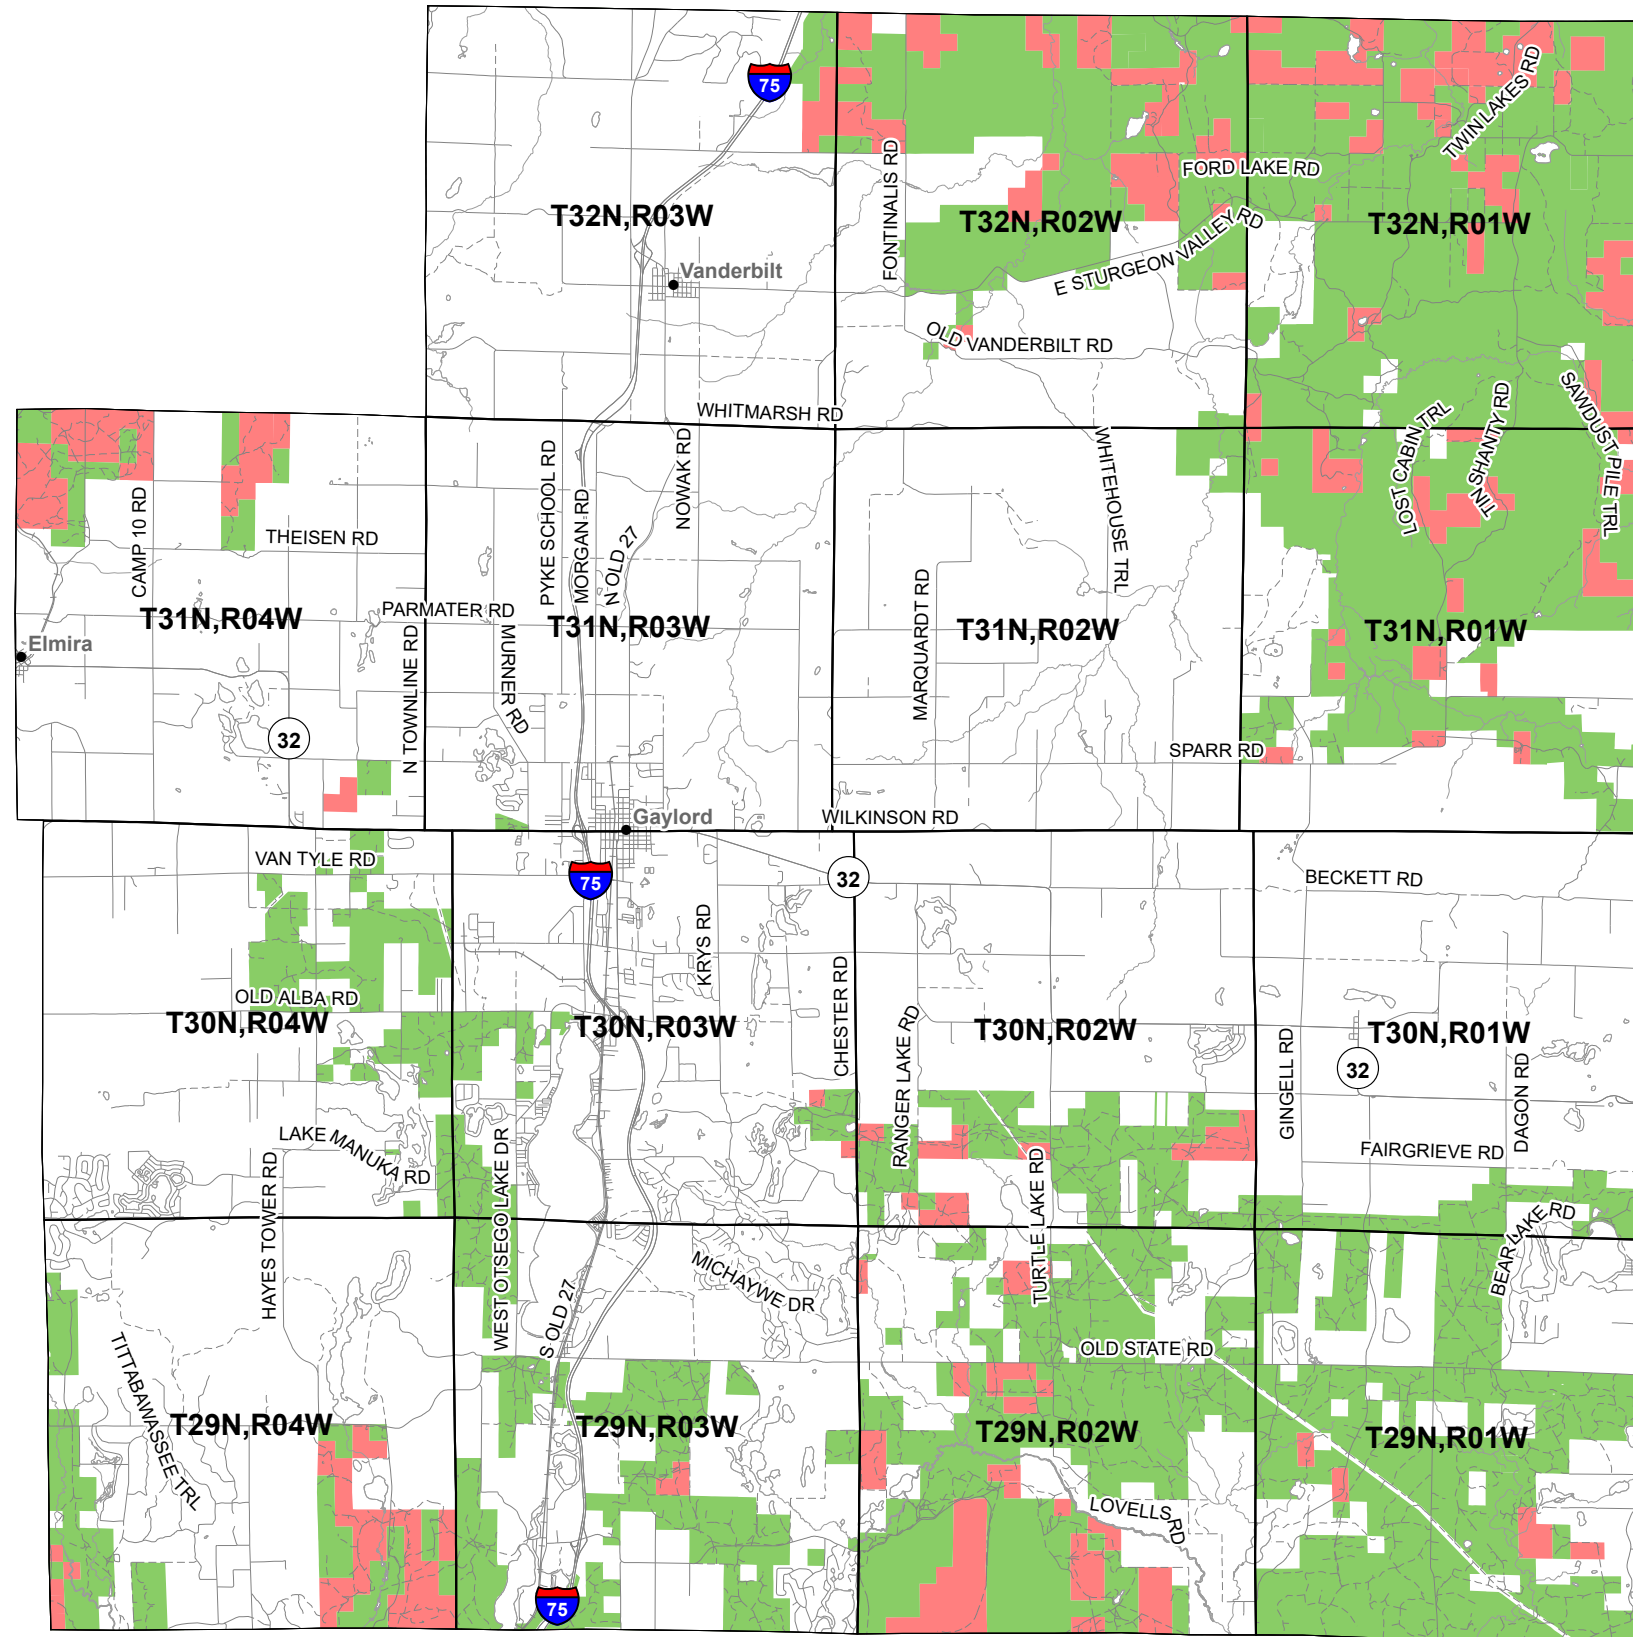 75
TWIN LAKES RD
FONTINALIS RD
FORD LAKE RD
T32N,R03W
T32N,R02W
T32N,R01W
E STURGEON VALLEY RD
Vanderbilt
OLD VANDERBILT RD
WHITMARSH RD
SAWDUST PILE TRL
LOST CABIN TRL
TIN SHANTY RD
CAMP 10 RD
THEISEN RD
PYKE SCHOOL RD
MORGAN RD
N OLD 27
NOWAK RD
WHITEHOUSE TRL
MARQUARDT RD
PARMATER RD
T31N,R04W
T31N,R03W
T31N,R02W
T31N,R01W
Elmira
N TOWNLINE RD
MURNER RD
32
SPARR RD
Gaylord
WILKINSON RD
VAN TYLE RD
75
32
BECKETT RD
KRYS RD
CHESTER RD
OLD ALBA RD
T30N,R04W
T30N,R03W
T30N,R02W
T30N,R01W
RANGER LAKE RD
GINGELL RD
32
DAGON RD
LAKE MANUKA RD
HAYES TOWER RD
WEST OTSEGO LAKE DR
TURTLE LAKE RD
FAIRGRIEVE RD
BEAR LAKE RD
MICHAYWE DR
S OLD 27
OLD STATE RD
TITTABAWASSEE TRL
T29N,R04W
T29N,R03W
T29N,R02W
T29N,R01W
LOVELLS RD
75